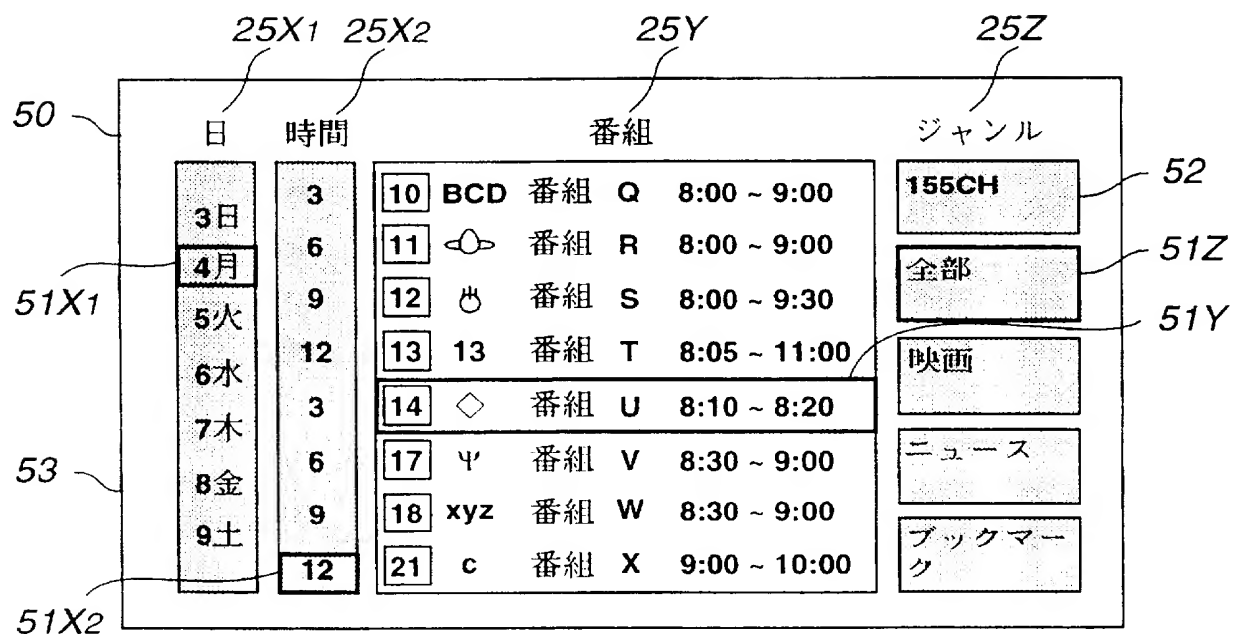 25X1 25X2 25Y 25Z
50
日 時間 番組 ジャンル
3日
4月
5火
6水
7木
8金
9土
3
6
9
12
3
6
9
12
10 BCD 番組 Q 8:00 ~ 9:00
11 番組 R 8:00 ~ 9:00
12 番組 S 8:00 ~ 9:30
13 13 番組 T 8:05 ~ 11:00
14 ◇ 番組 U 8:10 ~ 8:20
17 Ψ 番組 V 8:30 ~ 9:00
18 xyz 番組 W 8:30 ~ 9:00
21 c 番組 X 9:00 ~ 10:00
155CH
全部
映画
ニュース
ブックマー
ク
52
51Z
51Y
51X1
53
51X2